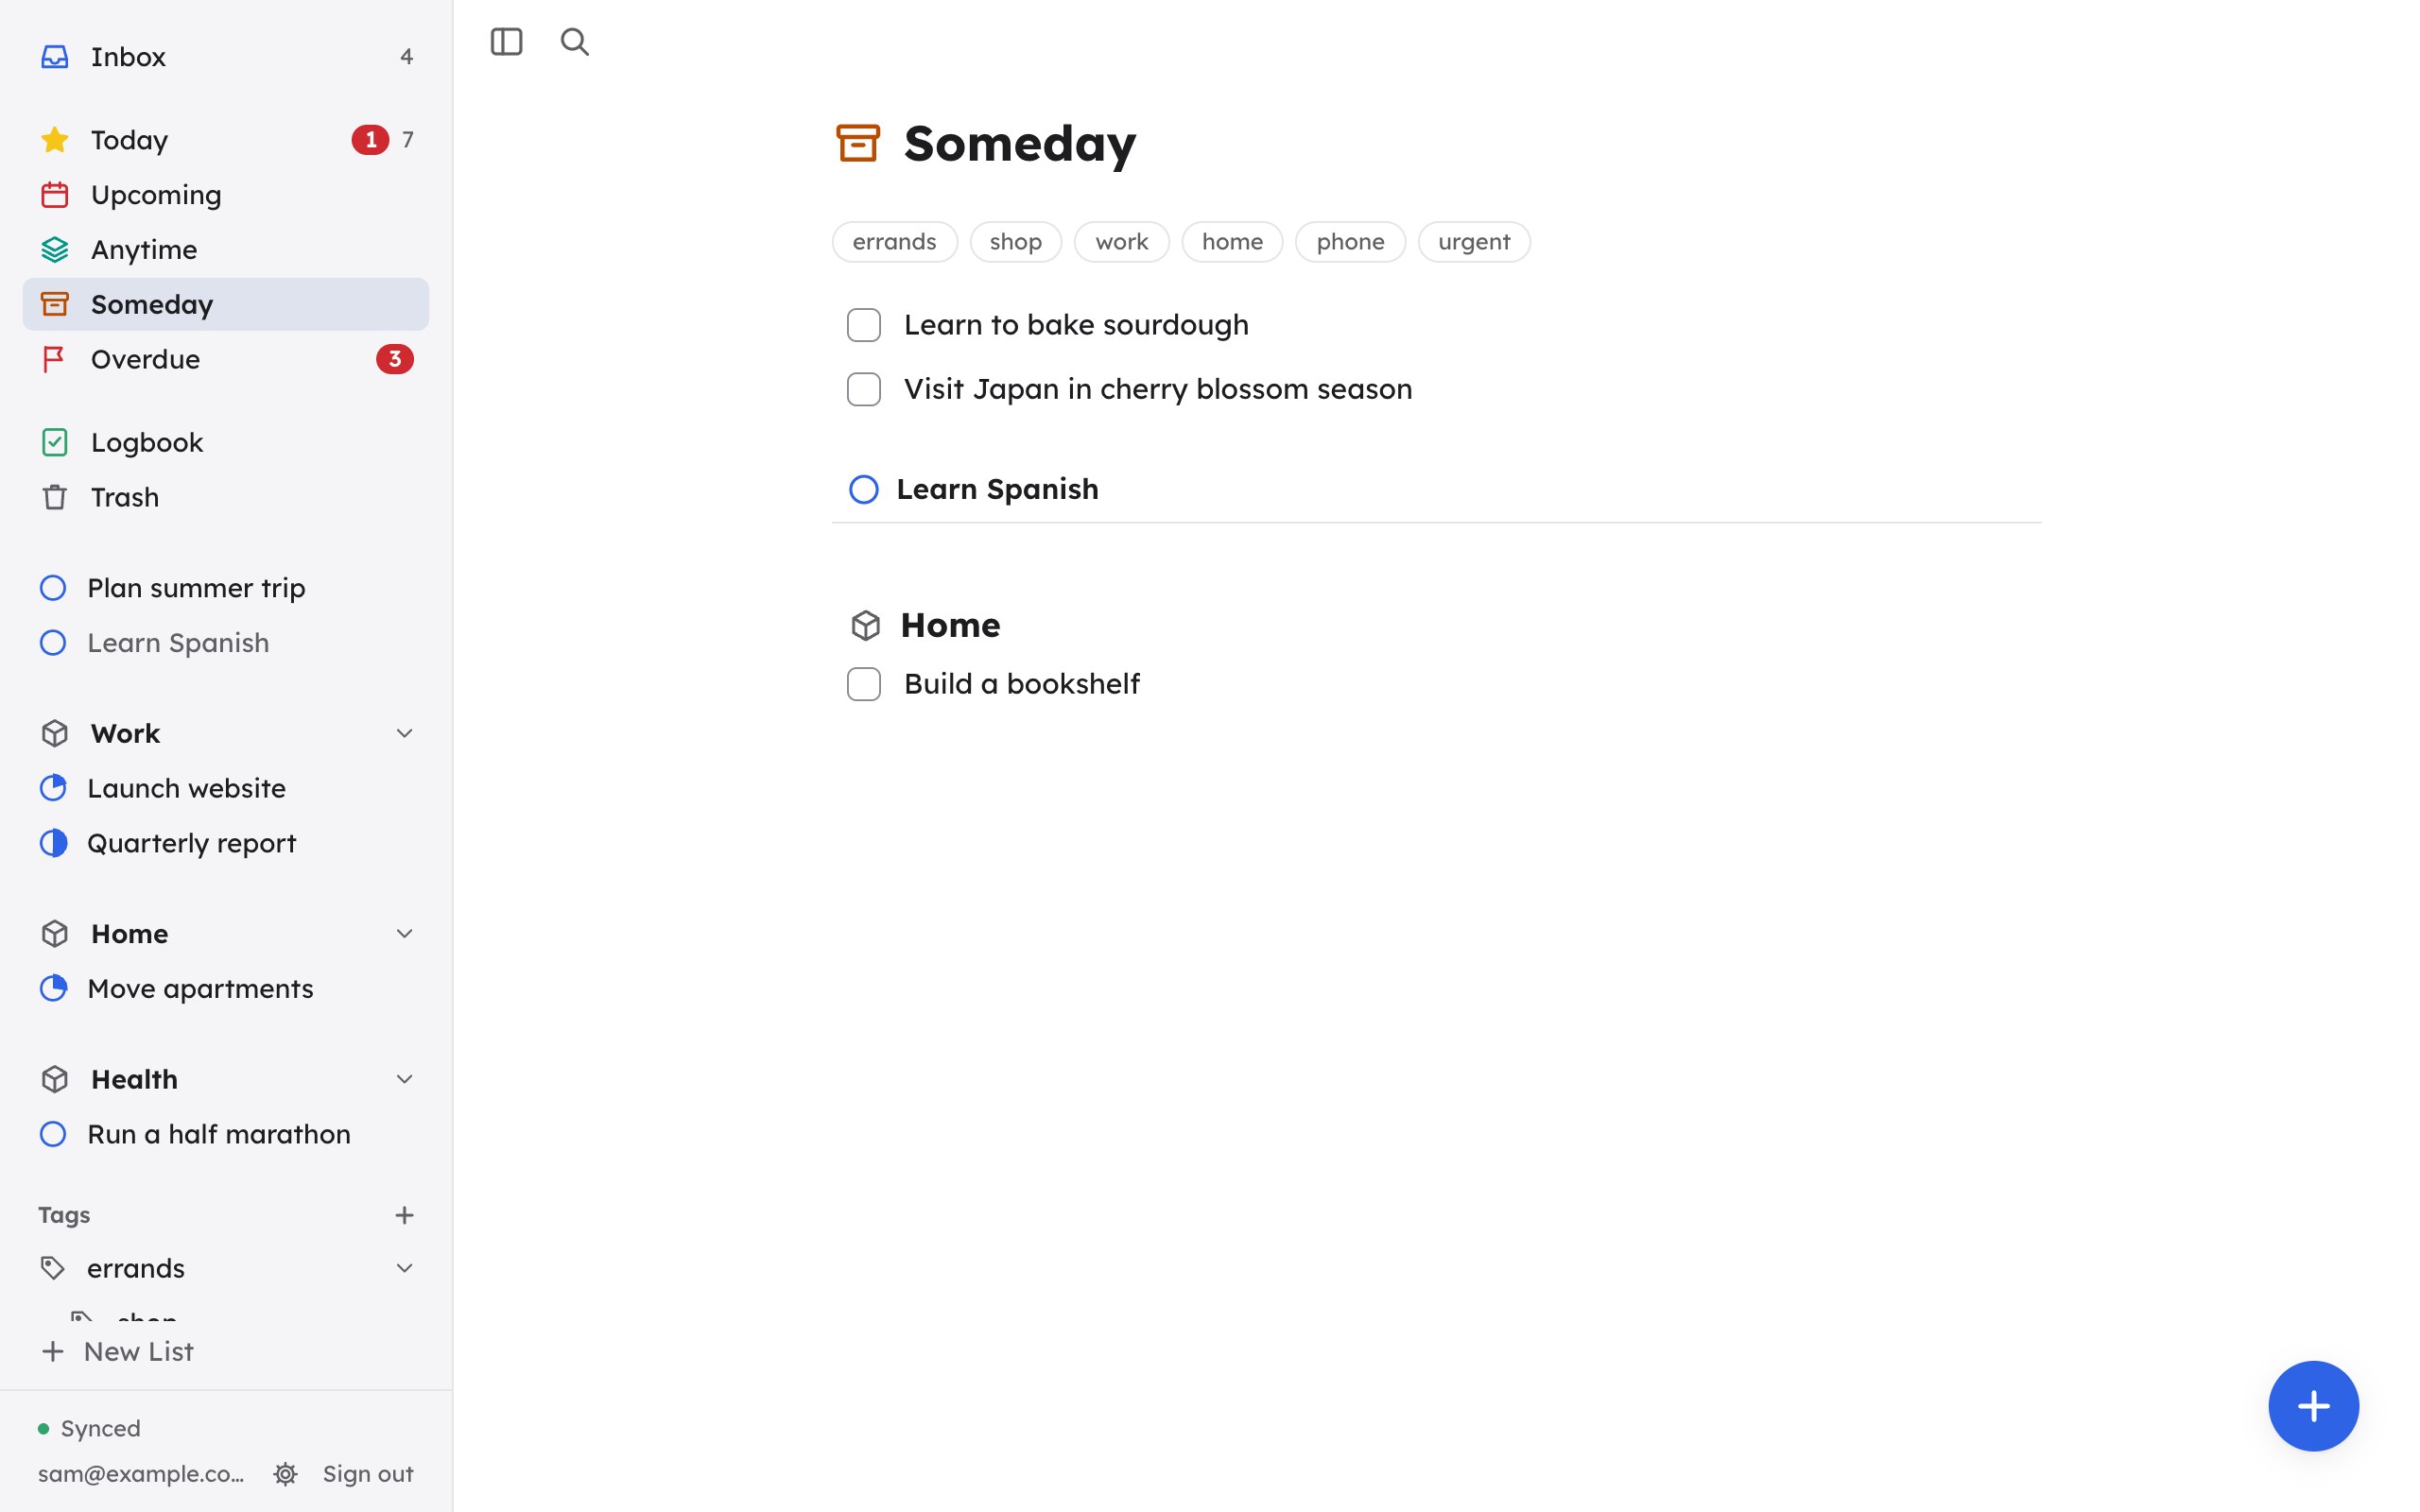 Inbox 4
Today 1 7
Upcoming
Anytime
Someday
Overdue 3
Logbook
Trash
Plan summer trip
Learn Spanish
Work
Launch website
Quarterly report
Home
Move apartments
Health
Run a half marathon
Tags
errands
shop
New List
Synced
sam@example.co…
Sign out
Someday
errands shop work home phone urgent
Learn to bake sourdough
Visit Japan in cherry blossom season
Learn Spanish
Home
Build a bookshelf